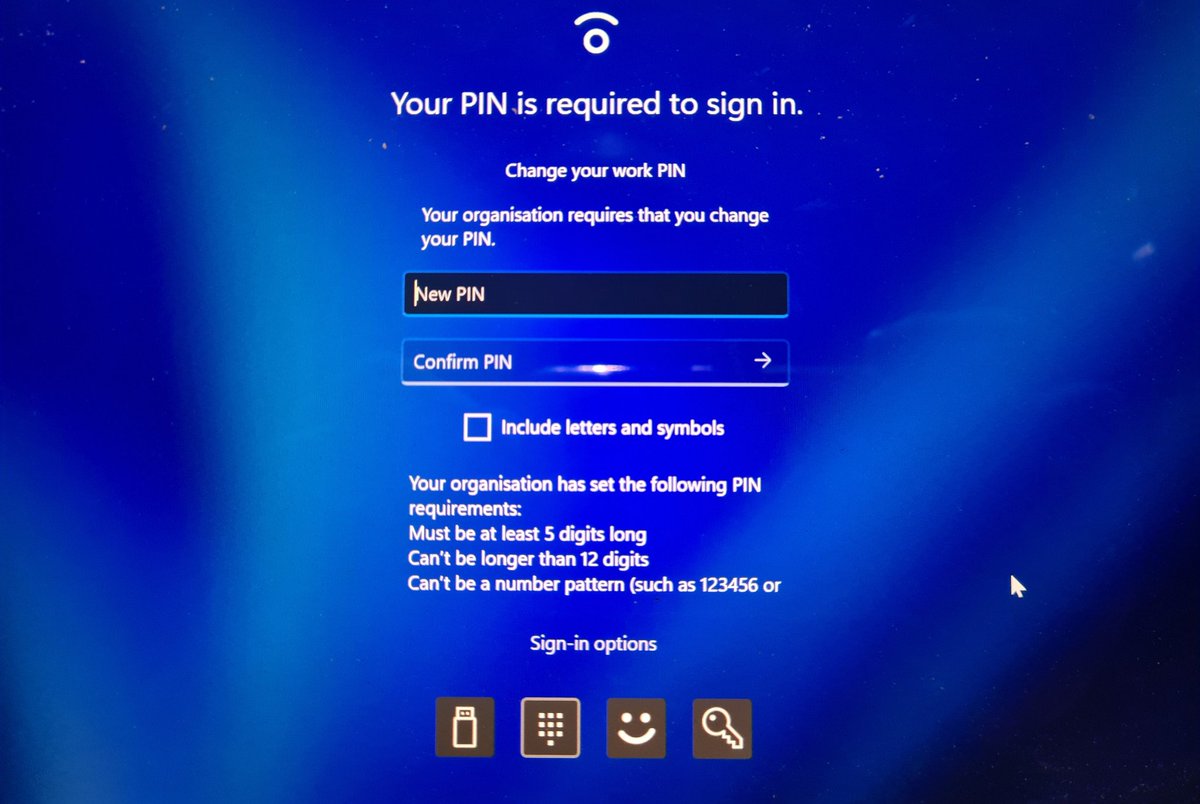 Your PIN is required to sign in.
Change your work PIN
Your organisation requires that you change
your PIN.
New PIN
Confirm PIN
Include letters and symbols
Your organisation has set the following PIN
requirements:
Must be at least 5 digits long
Can't be longer than 12 digits
Can't be a number pattern (such as 123456 or
Sign-in options